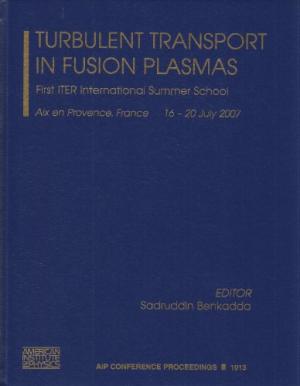 TURBULENT TRANSPORT
IN FUSION PLASMAS
First ITER International Summer School
Aix en Provence, France 16 - 20 July 2007
EDITOR
Sadruddin Benkadda
AMERICAN
INSTITUTE
OF PHYSICS
AIP CONFERENCE PROCEEDINGS ■ 1013